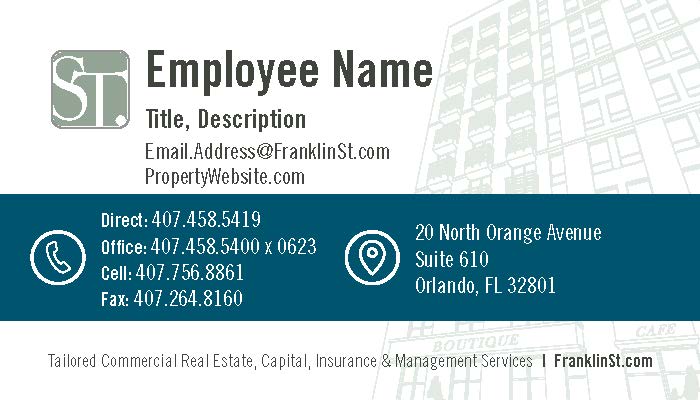 ST.
Employee Name
Title, Description
Email.Address@FranklinSt.com
PropertyWebsite.com
Direct: 407.458.5419
Office: 407.458.5400 x 0623
Cell: 407.756.8861
Fax: 407.264.8160
20 North Orange Avenue
Suite 610
Orlando, FL 32801
BOUTIQUE
CAFE
Tailored Commercial Real Estate, Capital, Insurance & Management Services | FranklinSt.com